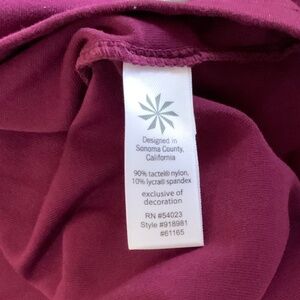 Designed in
Sonoma County,
California
90% tactel® nylon,
10% lycra® spandex
exclusive of
decoration
RN #54023
Style #918981
#61165